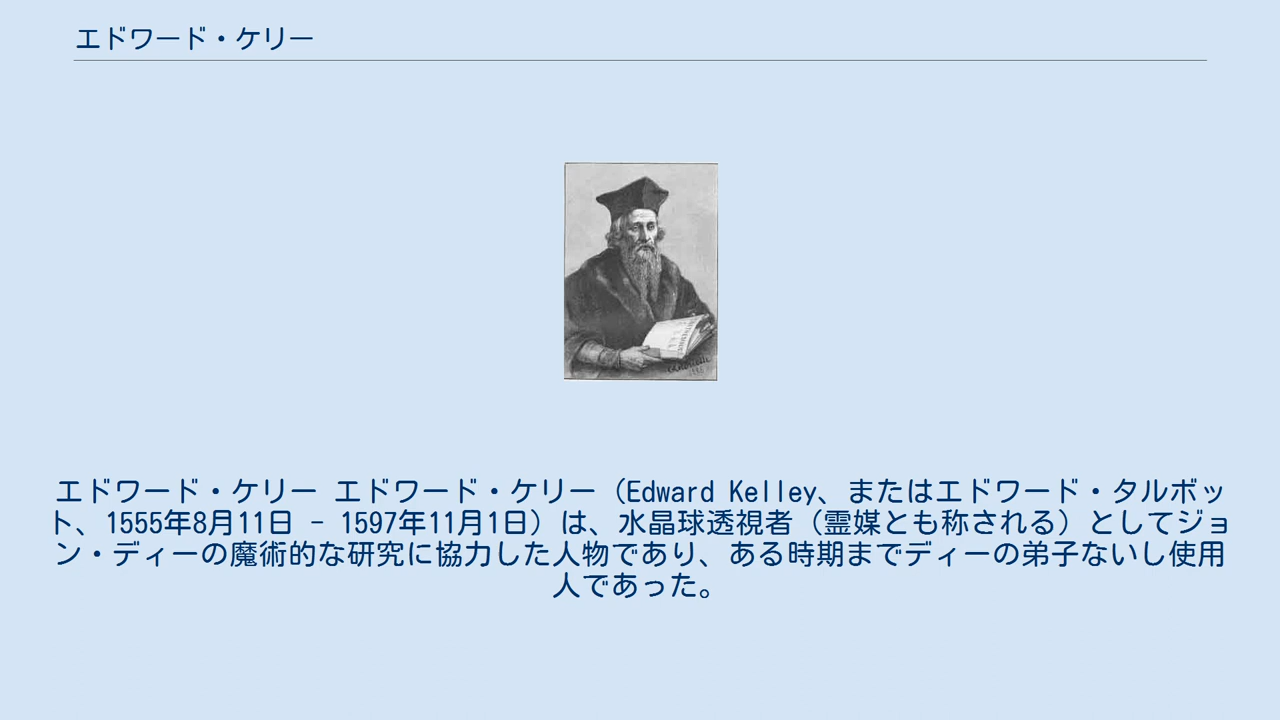 エドワード・ケリー
エドワード・ケリー エドワード・ケリー（Edward Kelley、またはエドワード・タルボッ
ト、1555年8月11日 - 1597年11月1日）は、水晶球透視者（霊媒とも称される）としてジョ
ン・ディーの魔術的な研究に協力した人物であり、ある時期までディーの弟子ないし使用
人であった。